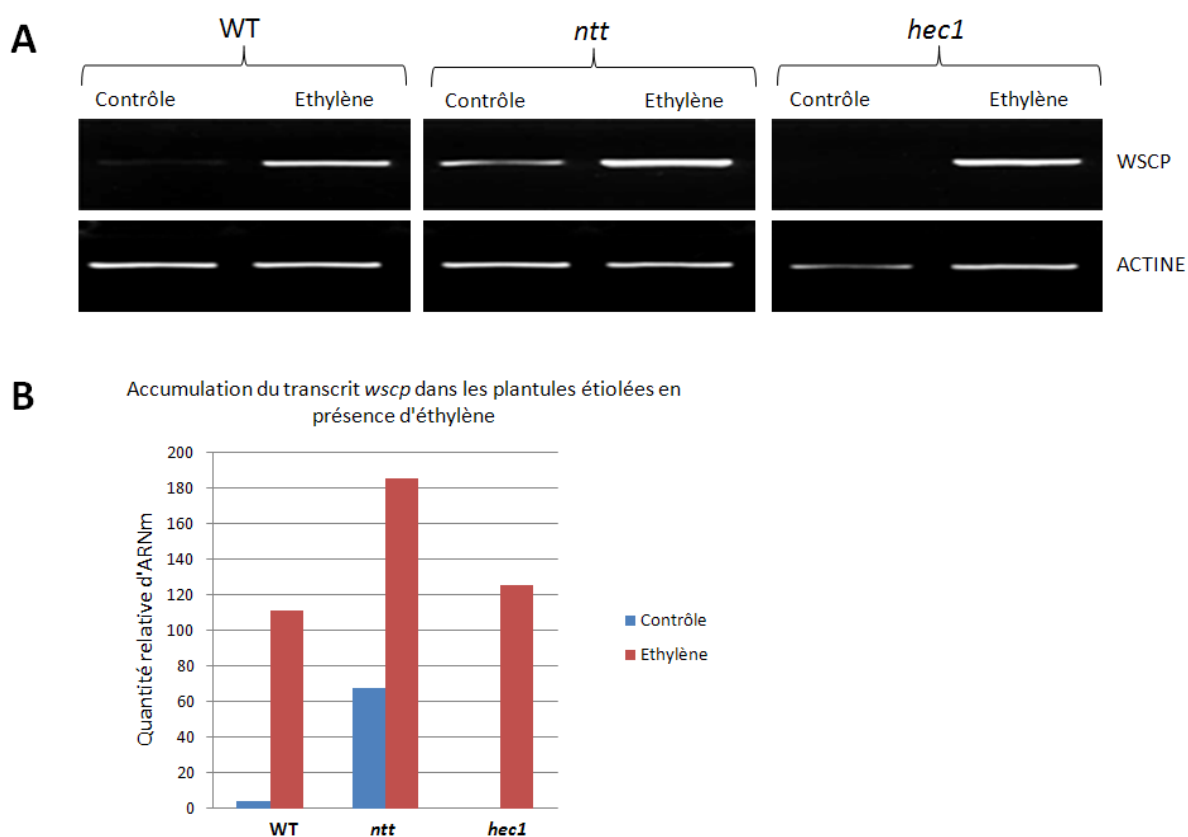 A
WT
ntt
hec1
Contrôle
Ethylène
Contrôle
Ethylène
Contrôle
Ethylène
WSCP
ACTINE
B
Accumulation du transcrit wscp dans les plantules étiolées en
présence d'éthylène
Quantité relative d'ARNm
200
180
160
140
120
100
80
60
40
20
0
WT
ntt
hec1
Contrôle
Ethylène